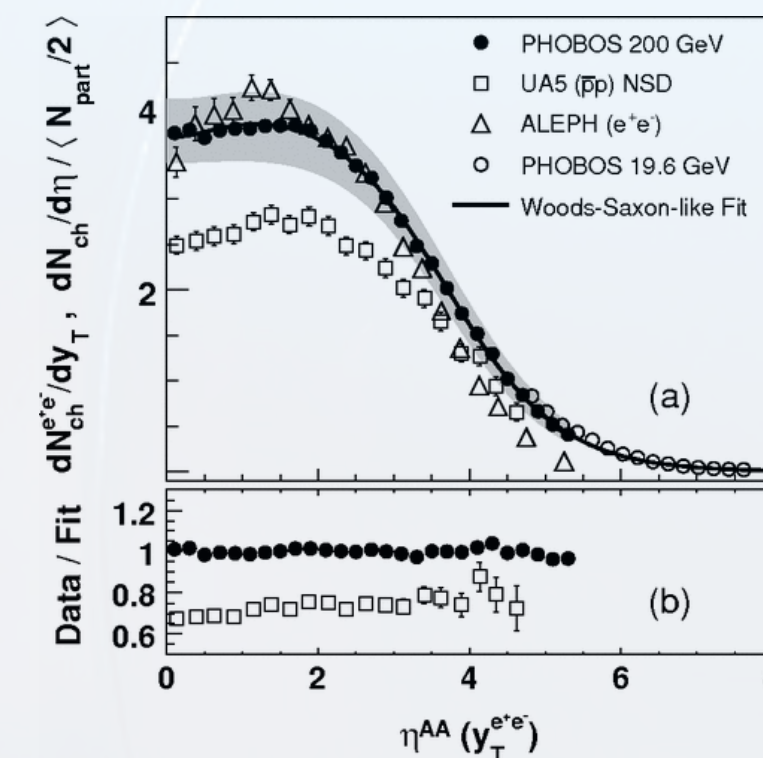 dN_ch^{e+e-}/dy_T , dN_ch/dη / ⟨ N_part /2 ⟩
4
2
PHOBOS 200 GeV
UA5 (p̅p) NSD
ALEPH (e⁺e⁻)
PHOBOS 19.6 GeV
Woods-Saxon-like Fit
(a)
Data / Fit
1.2
1
0.8
0.6
(b)
0 2 4 6
η^{AA} (y_T^{e+e-})